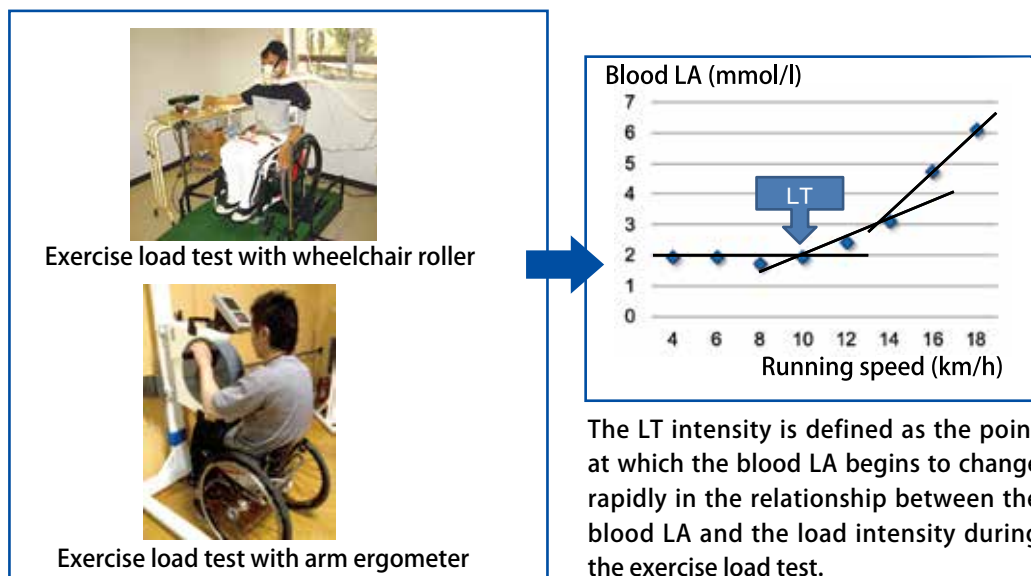 Exercise load test with wheelchair roller
Exercise load test with arm ergometer
Blood LA (mmol/l)
7
6
5
4
3
2
1
0
LT
4 6 8 10 12 14 16 18
Running speed (km/h)
The LT intensity is defined as the poin
at which the blood LA begins to change
rapidly in the relationship between the
blood LA and the load intensity during
the exercise load test.